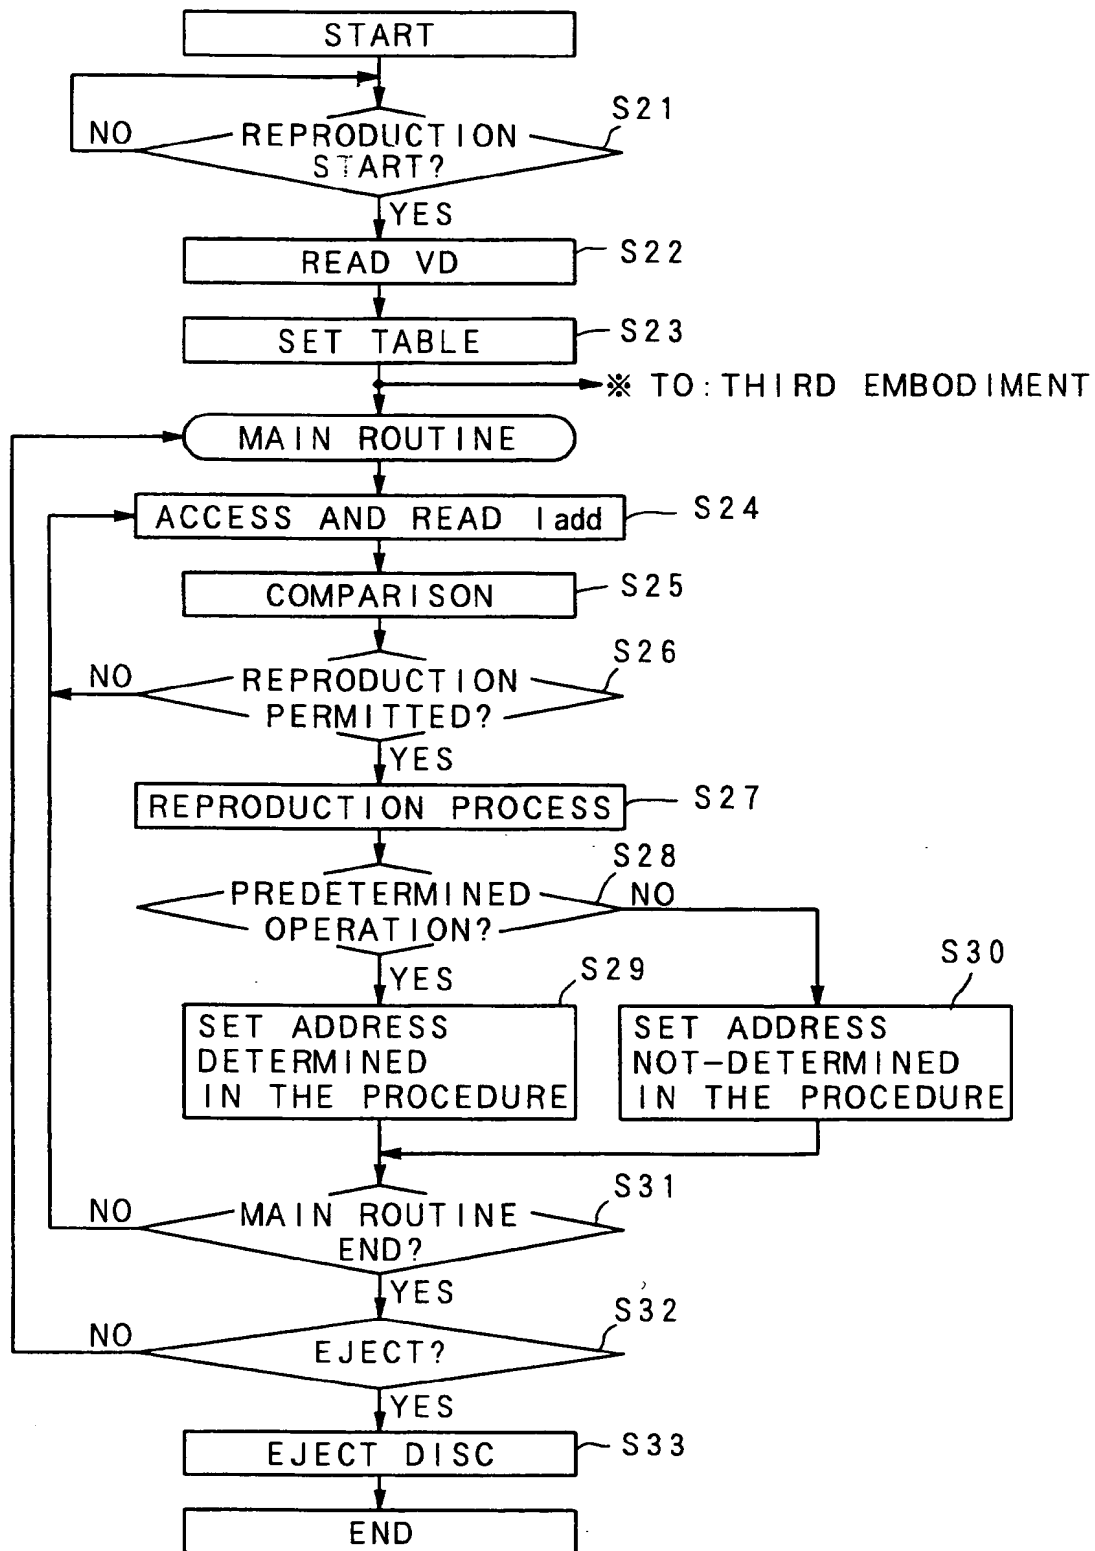 START
S21
NO
REPRODUCTION
START?
YES
READ VD
S22
SET TABLE
S23
※ TO:THIRD EMBODIMENT
MAIN ROUTINE
ACCESS AND READ I add
S24
COMPARISON
S25
S26
NO
REPRODUCTION
PERMITTED?
YES
REPRODUCTION PROCESS
S27
S28
PREDETERMINED
OPERATION?
NO
YES
S29
S30
SET ADDRESS
DETERMINED
IN THE PROCEDURE
SET ADDRESS
NOT-DETERMINED
IN THE PROCEDURE
S31
NO
MAIN ROUTINE
END?
YES
S32
NO
EJECT?
YES
EJECT DISC
S33
END